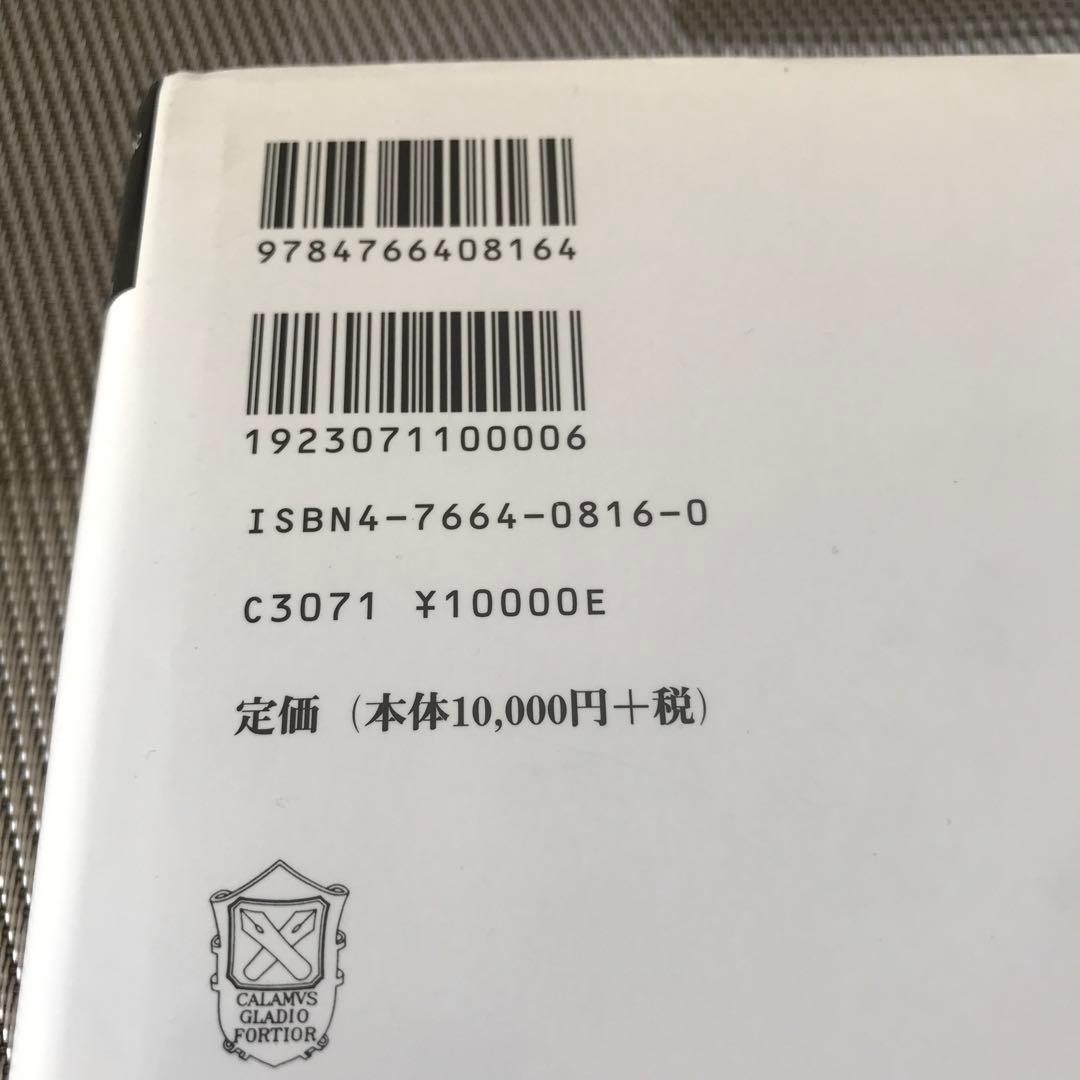 9784766408164
1923071100006
ISBN4-7664-0816-0
C3071 ¥10000E
定価（本体10,000円＋税）
CALAMVS
GLADIO
FORTIOR